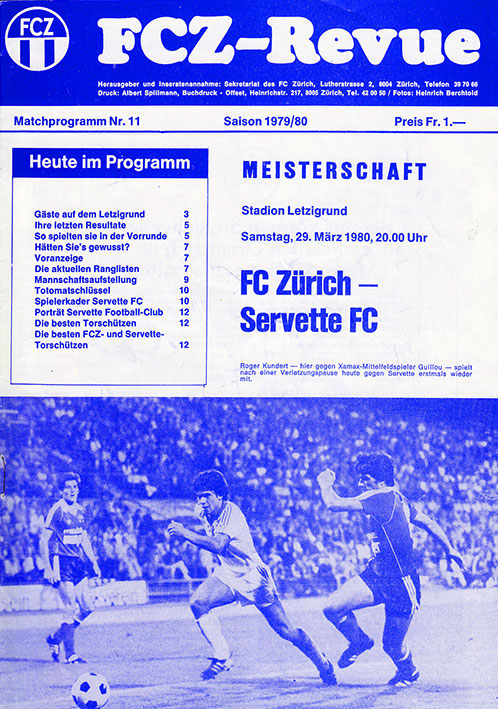 FCZ
FCZ-Revue
Herausgeber und Inseratenannahme: Sekretariat des FC Zürich, Lutherstrasse 2, 8004 Zürich, Telefon 39 70 66
Druck: Albert Spillmann, Buchdruck - Offset, Heinrichstr. 217, 8005 Zürich, Tel. 42 00 50 / Fotos: Heinrich Berchtold
Matchprogramm Nr. 11 Saison 1979/80 Preis Fr. 1.—
Heute im Programm
Gäste auf dem Letzigrund 3
Ihre letzten Resultate 5
So spielten sie in der Vorrunde 5
Hätten Sie's gewusst? 7
Voranzeige 7
Die aktuellen Ranglisten 7
Mannschaftsaufstellung 9
Totomatschlüssel 10
Spielerkader Servette FC 10
Porträt Servette Football-Club 12
Die besten Torschützen 12
Die besten FCZ- und Servette-
Torschützen 12
MEISTERSCHAFT
Stadion Letzigrund
Samstag, 29. März 1980, 20.00 Uhr
FC Zürich —
Servette FC
Roger Kundert — hier gegen Xamax-Mittelfeldspieler Guillou — spielt
nach einer Verletzungspause heute gegen Servette erstmals wieder
mit.